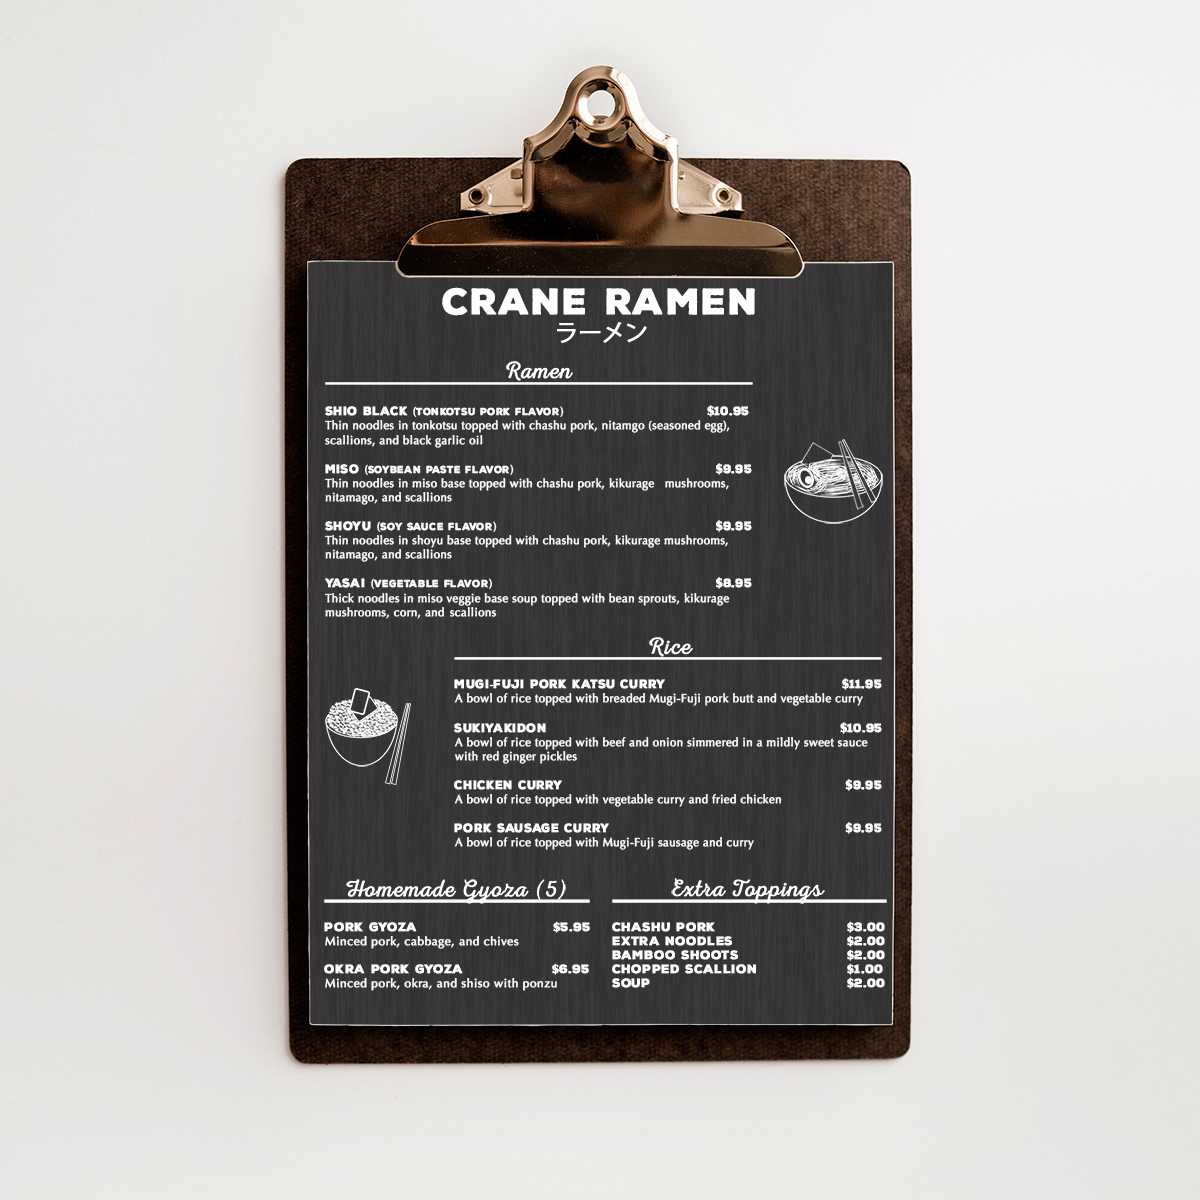 CRANE RAMEN
ラーメン
Ramen
SHIO BLACK (TONKOTSU PORK FLAVOR) $10.95
Thin noodles in tonkotsu topped with chashu pork, nitamgo (seasoned egg),
scallions, and black garlic oil
MISO (SOYBEAN PASTE FLAVOR) $9.95
Thin noodles in miso base topped with chashu pork, kikurage mushrooms,
nitamago, and scallions
SHOYU (SOY SAUCE FLAVOR) $9.95
Thin noodles in shoyu base topped with chashu pork, kikurage mushrooms,
nitamago, and scallions
YASAI (VEGETABLE FLAVOR) $8.95
Thick noodles in miso veggie base soup topped with bean sprouts, kikurage
mushrooms, corn, and scallions
Rice
MUGI-FUJI PORK KATSU CURRY $11.95
A bowl of rice topped with breaded Mugi-Fuji pork butt and vegetable curry
SUKIYAKIDON $10.95
A bowl of rice topped with beef and onion simmered in a mildly sweet sauce
with red ginger pickles
CHICKEN CURRY $9.95
A bowl of rice topped with vegetable curry and fried chicken
PORK SAUSAGE CURRY $9.95
A bowl of rice topped with Mugi-Fuji sausage and curry
Homemade Gyoza (5)
PORK GYOZA $5.95
Minced pork, cabbage, and chives
OKRA PORK GYOZA $6.95
Minced pork, okra, and shiso with ponzu
Extra Toppings
CHASHU PORK $3.00
EXTRA NOODLES $2.00
BAMBOO SHOOTS $2.00
CHOPPED SCALLION $1.00
SOUP $2.00